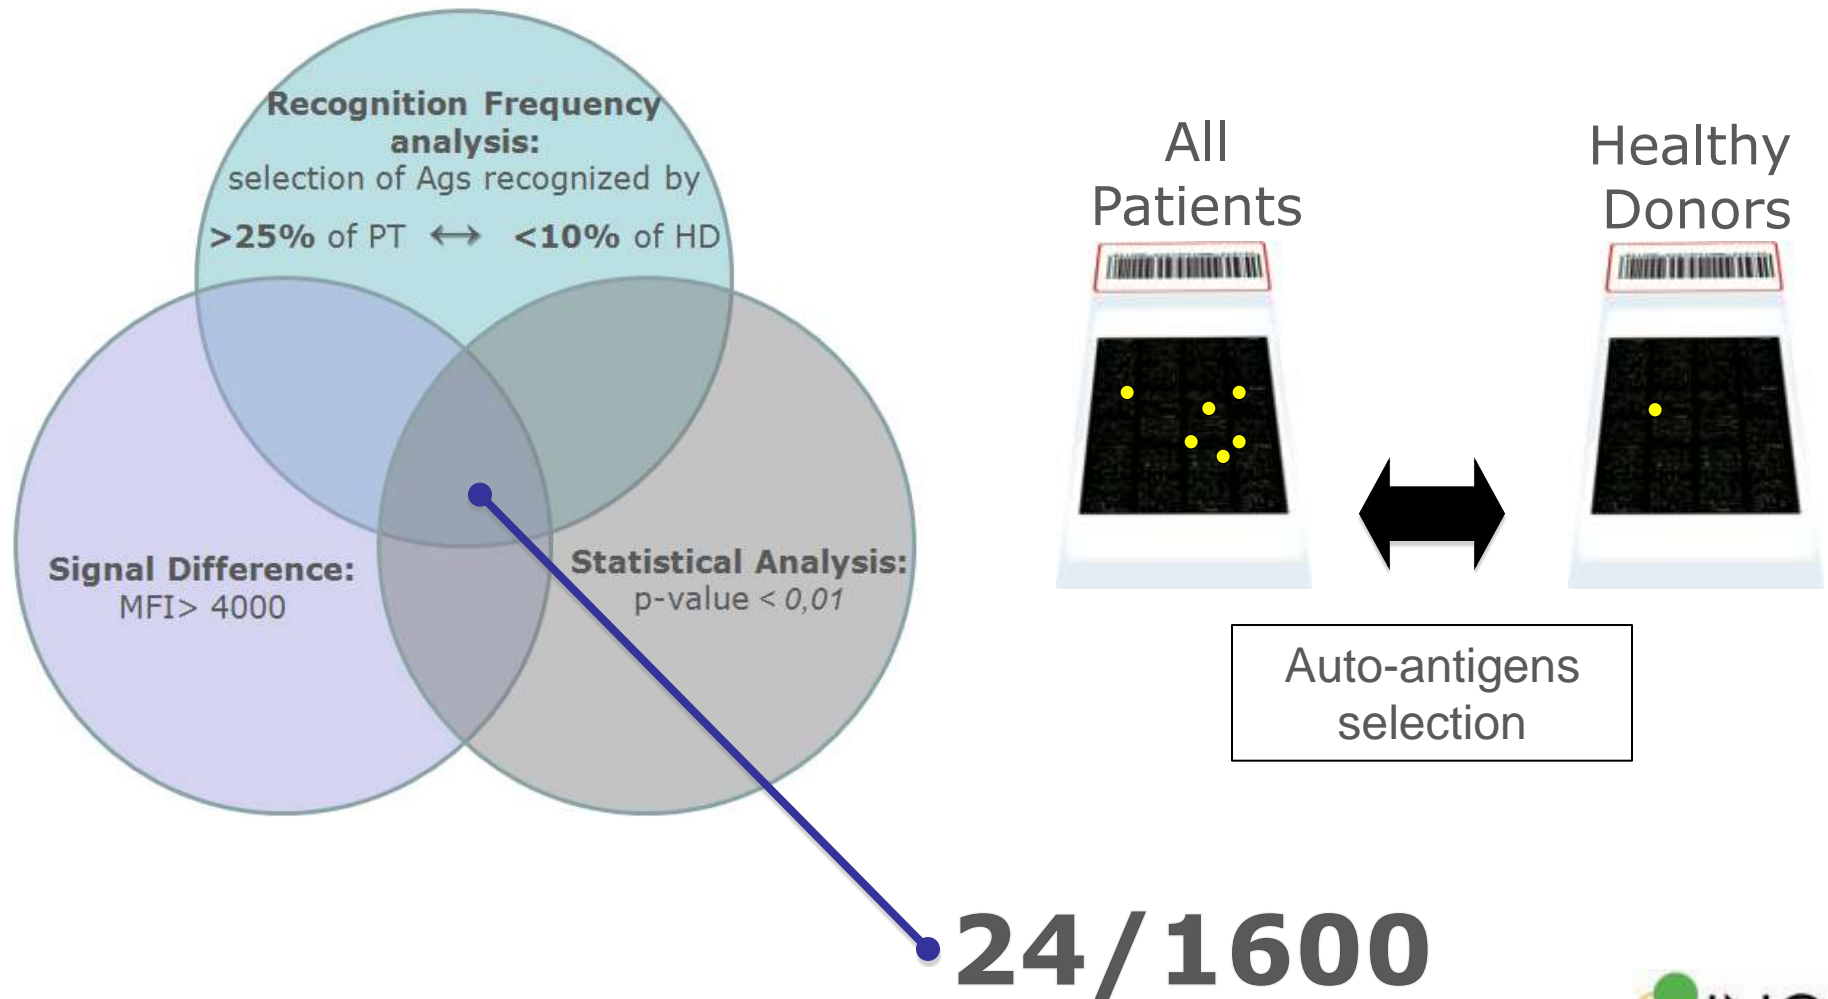 Recognition Frequency
analysis:
selection of Ags recognized by
>25% of PT ↔ <10% of HD
Signal Difference:
MFI> 4000
Statistical Analysis:
p-value < 0,01
All
Patients
Healthy
Donors
Auto-antigens
selection
24/1600